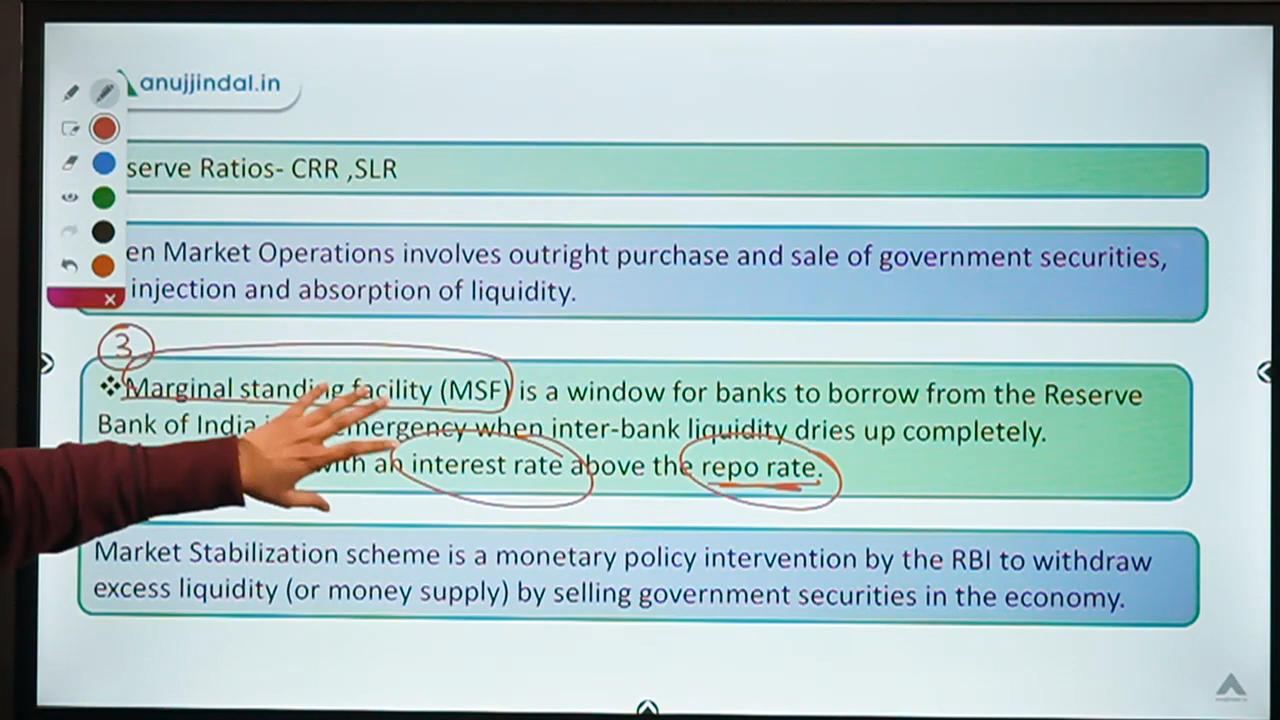 anujjindal.in
serve Ratios- CRR ,SLR
en Market Operations involves outright purchase and sale of government securities,
injection and absorption of liquidity.
3
❖Marginal standing facility (MSF) is a window for banks to borrow from the Reserve
Bank of India emergency when inter-bank liquidity dries up completely.
with an interest rate above the repo rate.
Market Stabilization scheme is a monetary policy intervention by the RBI to withdraw
excess liquidity (or money supply) by selling government securities in the economy.